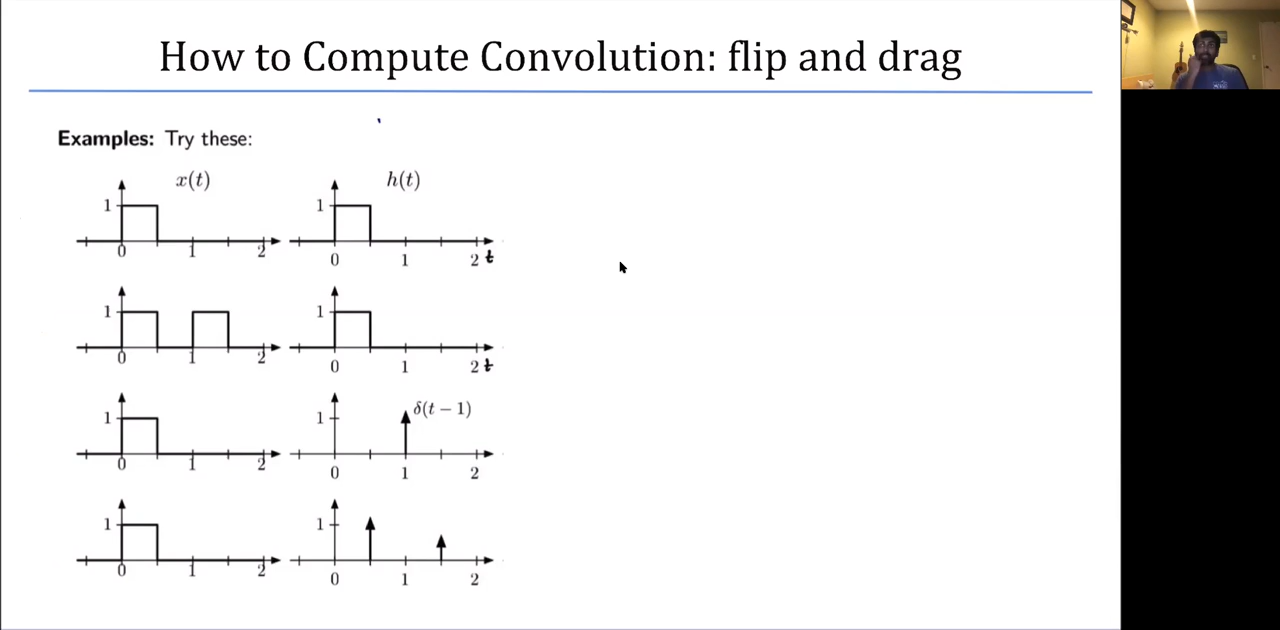 How to Compute Convolution: flip and drag
Examples: Try these:
x(t) h(t)
1 1
0 1 2 0 1 2 t
1 1
0 1 2 0 1 2 t
1 1 δ(t − 1)
0 1 2 0 1 2
1 1
0 1 2 0 1 2